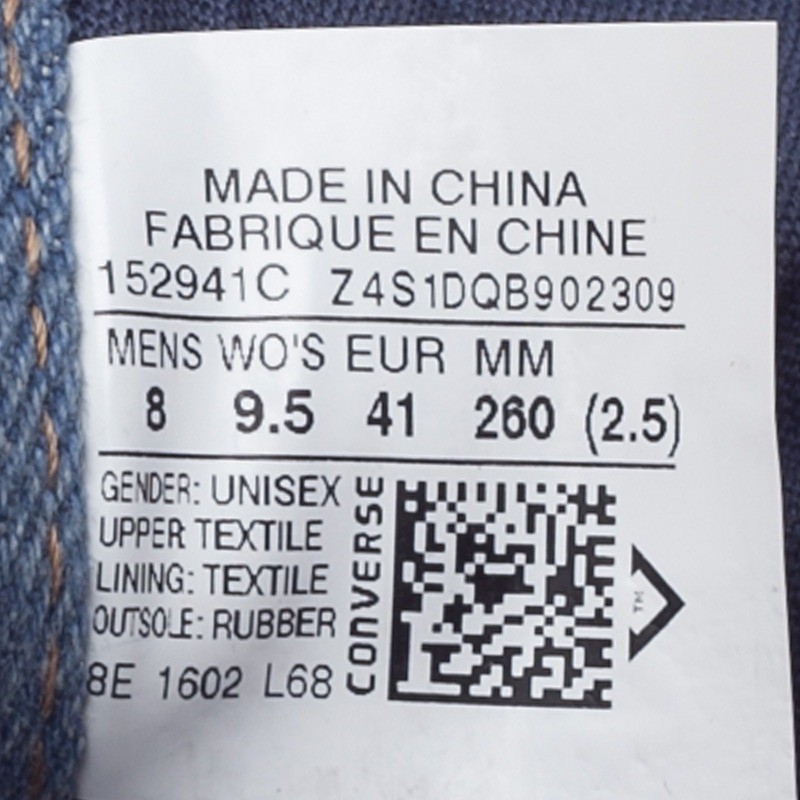 MADE IN CHINA
FABRIQUE EN CHINE
152941C Z4S1DQB902309
MENS WO'S EUR MM
8 9.5 41 260 (2.5)
GENDER: UNISEX
UPPER TEXTILE
LINING: TEXTILE
OUTSOLE: RUBBER
8E 1602 L68
CONVERSE
TM